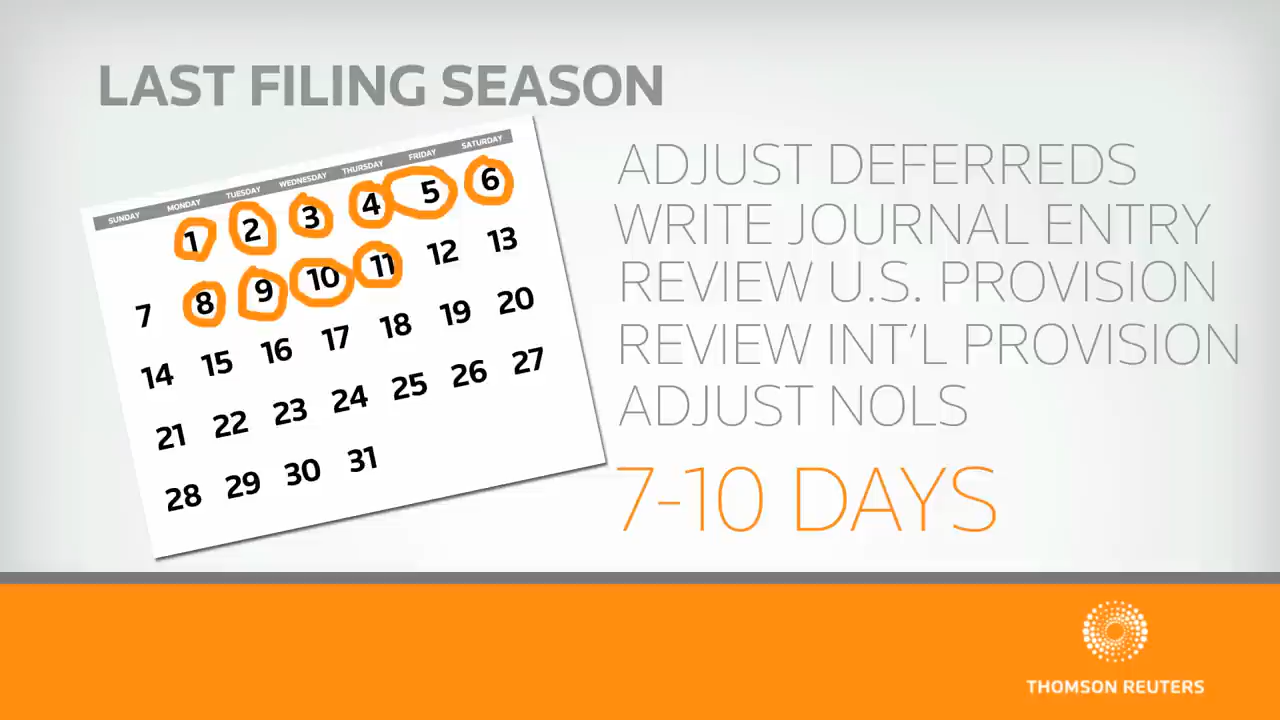 LAST FILING SEASON
SUNDAY MONDAY TUESDAY WEDNESDAY THURSDAY FRIDAY SATURDAY
1 2 3 4 5 6
7 8 9 10 11 12 13
14 15 16 17 18 19 20
21 22 23 24 25 26 27
28 29 30 31
ADJUST DEFERREDS
WRITE JOURNAL ENTRY
REVIEW U.S. PROVISION
REVIEW INT'L PROVISION
ADJUST NOLS
7-10 DAYS
THOMSON REUTERS